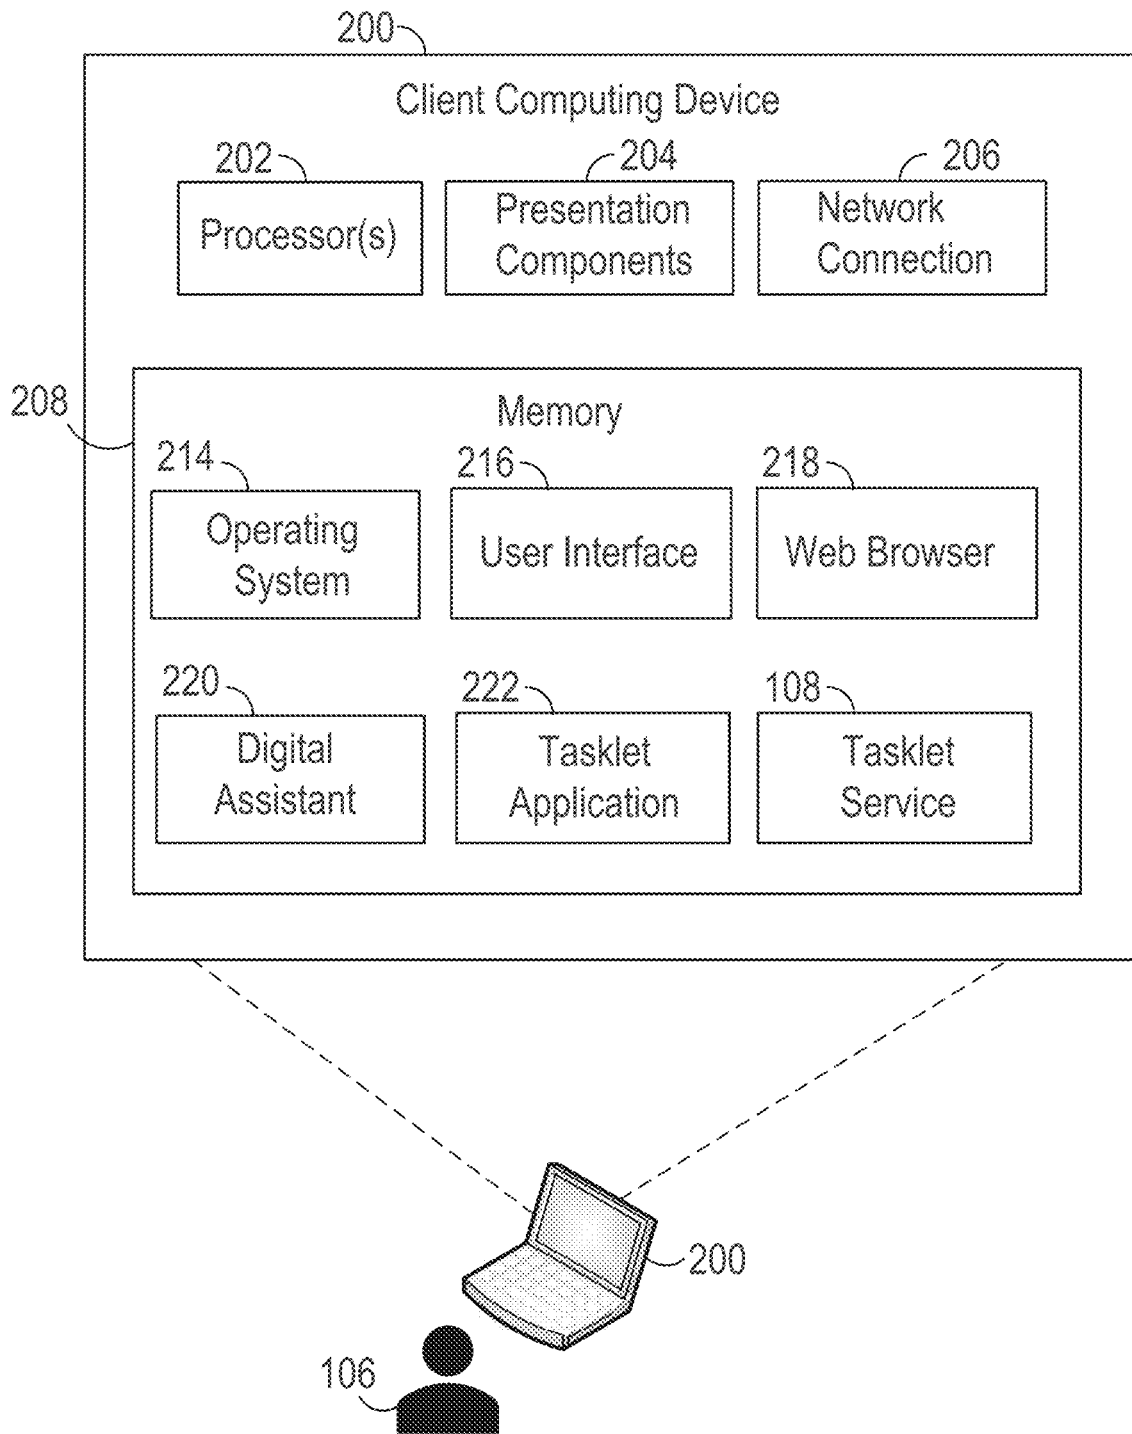 200
Client Computing Device
202
204
206
Processor(s)
Presentation
Components
Network
Connection
208
Memory
214
216
218
Operating
System
User Interface
Web Browser
220
222
108
Digital
Assistant
Tasklet
Application
Tasklet
Service
200
106